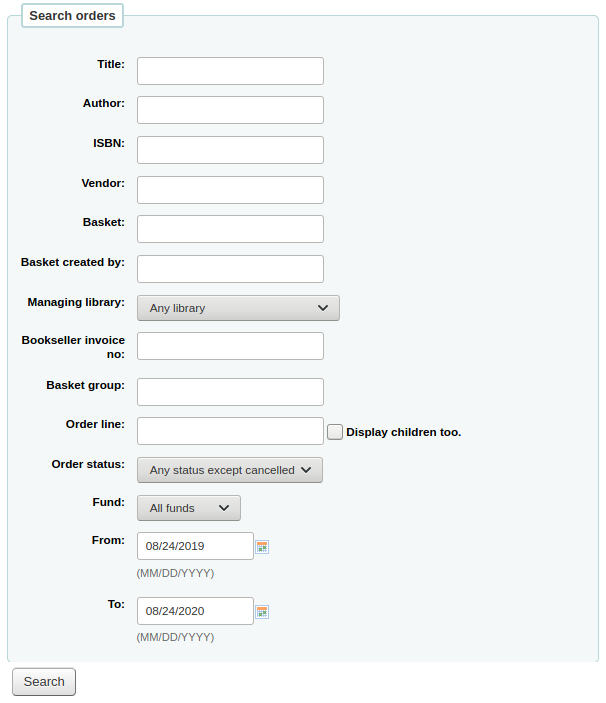 Search orders
Title:
Author:
ISBN:
Vendor:
Basket:
Basket created by:
Managing library: Any library
Bookseller invoice
no:
Basket group:
Order line: Display children too.
Order status: Any status except cancelled
Fund: All funds
From: 08/24/2019
(MM/DD/YYYY)
To: 08/24/2020
(MM/DD/YYYY)
Search